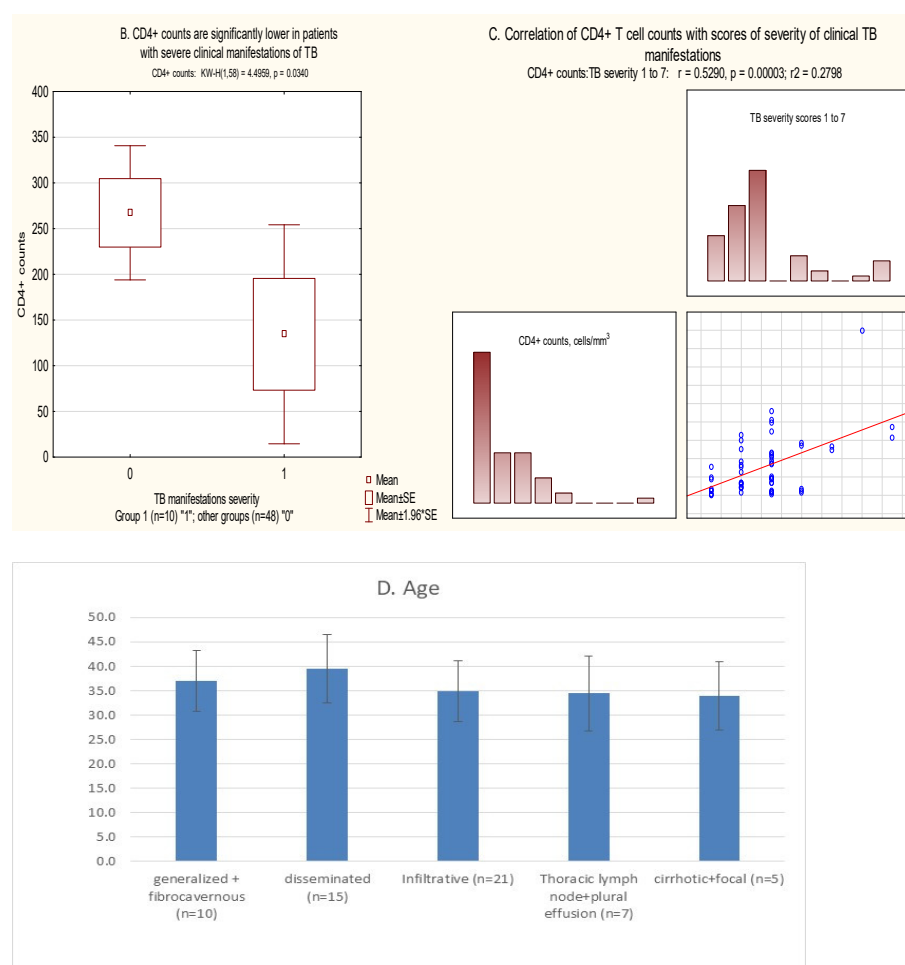 B. CD4+ counts are significantly lower in patients
with severe clinical manifestations of TB
CD4+ counts: KW-H(1,58) = 4.4959, p = 0.0340
400
350
300
250
200
150
100
50
0
CD4+ counts
0
1
TB manifestations severity
Group 1 (n=10) "1"; other groups (n=48) "0"
Mean
Mean±SE
Mean±1.96*SE
C. Correlation of CD4+ T cell counts with scores of severity of clinical TB
manifestations
CD4+ counts:TB severity 1 to 7: r = 0.5290, p = 0.00003; r2 = 0.2798
TB severity scores 1 to 7
CD4+ counts, cells/mm³
D. Age
50.0
45.0
40.0
35.0
30.0
25.0
20.0
15.0
10.0
5.0
0.0
generalized +
fibrocavernous
(n=10)
disseminated
(n=15)
Infiltrative (n=21)
Thoracic lymph
node+plural
effusion (n=7)
cirrhotic+focal (n=5)